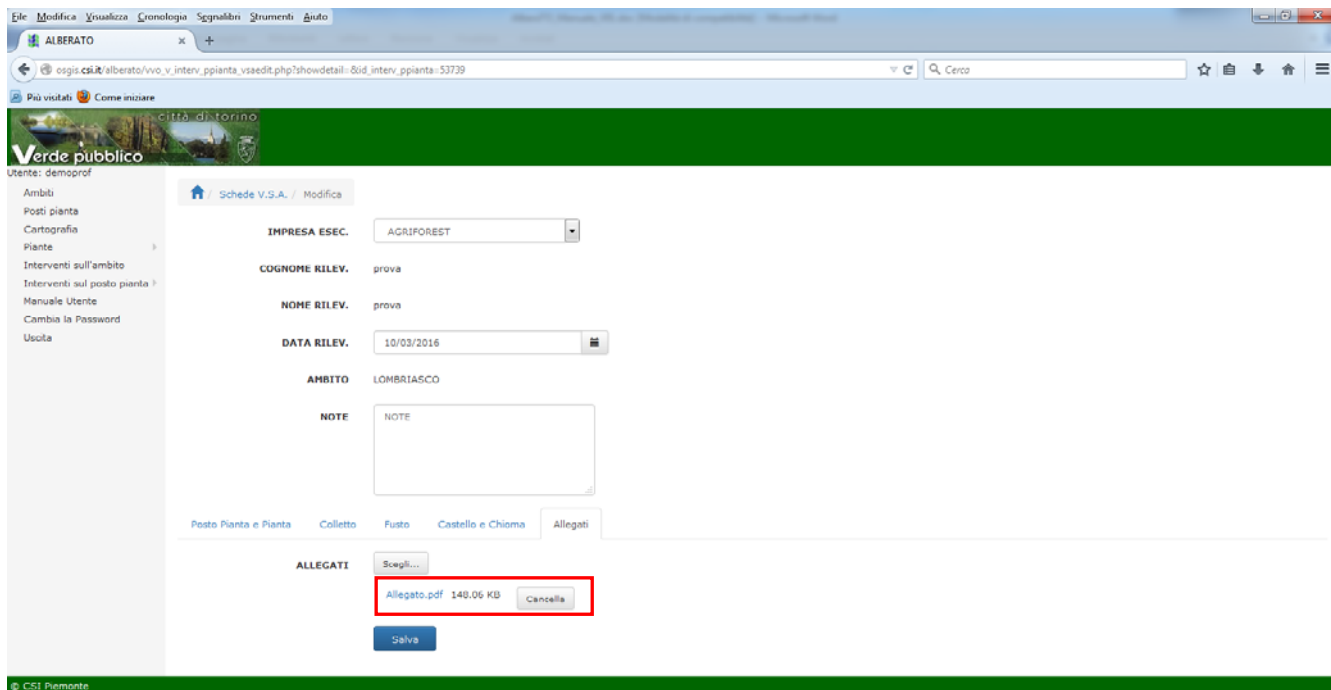 File Modifica Visualizza Cronologia Segnalibri Strumenti Aiuto
ALBERATO × +
osgis.csi.it/alberato/vvo_v_interv_ppianta_vsaedit.php?showdetail=&id_interv_ppianta=53739
Cerca
Più visitati Come iniziare
città di torino
Verde pubblico
Utente: demoprof
Ambiti
Posti pianta
Cartografia
Piante
Interventi sull'ambito
Interventi sul posto pianta
Manuale Utente
Cambia la Password
Uscita
/ Schede V.S.A. / Modifica
IMPRESA ESEC. AGRIFOREST
COGNOME RILEV. prova
NOME RILEV. prova
DATA RILEV. 10/03/2016
AMBITO LOMBRIASCO
NOTE NOTE
Posto Pianta e Pianta Colletto Fusto Castello e Chioma Allegati
ALLEGATI Scegli...
Allegato.pdf 148.06 KB Cancella
Salva
© CSI Piemonte